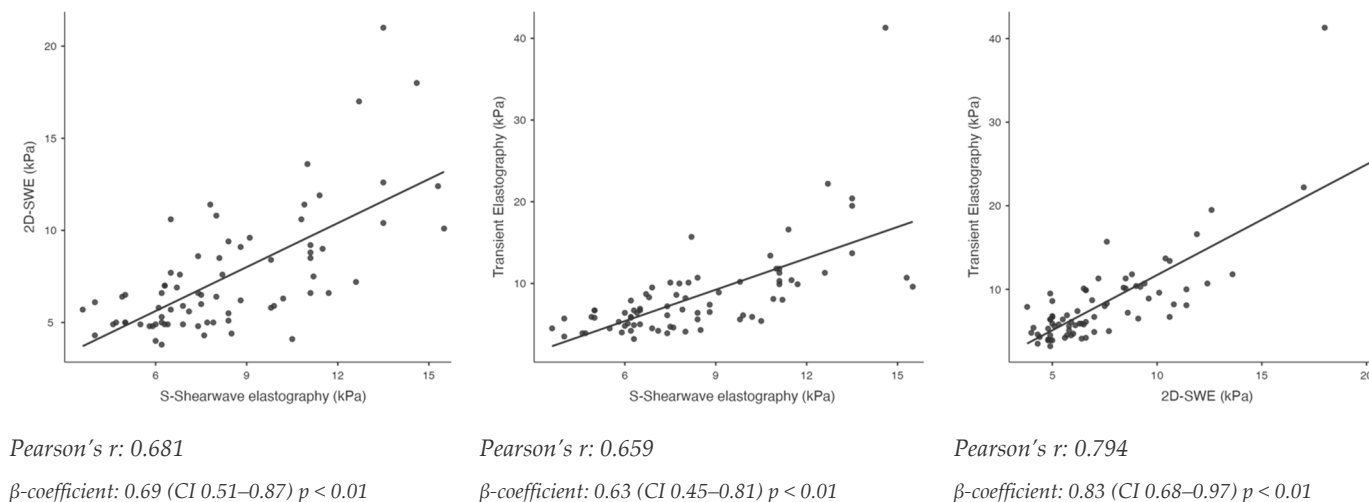 20
15
10
5
2D-SWE (kPa)
6
9
12
15
S-Shearwave elastography (kPa)
Pearson's r: 0.681
β-coefficient: 0.69 (CI 0.51–0.87) p < 0.01
40
30
20
10
Transient Elastography (kPa)
6
9
12
15
S-Shearwave elastography (kPa)
Pearson's r: 0.659
β-coefficient: 0.63 (CI 0.45–0.81) p < 0.01
40
30
20
10
Transient Elastography (kPa)
5
10
15
20
2D-SWE (kPa)
Pearson's r: 0.794
β-coefficient: 0.83 (CI 0.68–0.97) p < 0.01